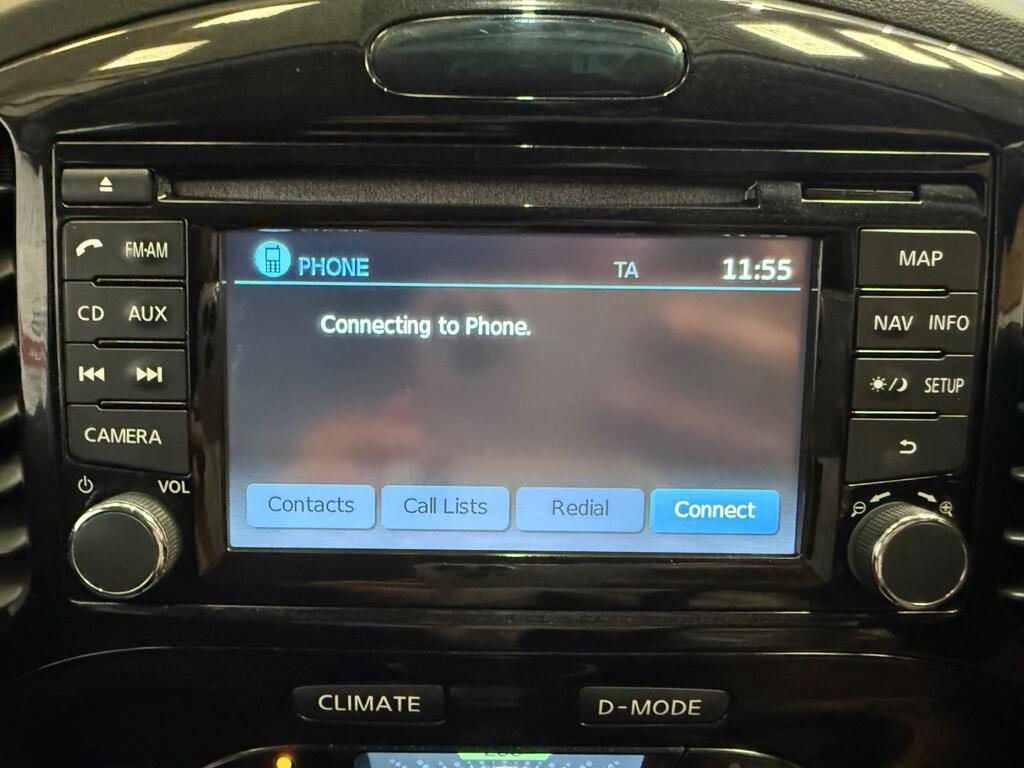 FM·AM
CD AUX
CAMERA
VOL
PHONE TA 11:55
Connecting to Phone.
Contacts Call Lists Redial Connect
MAP
NAV INFO
SETUP
CLIMATE D-MODE